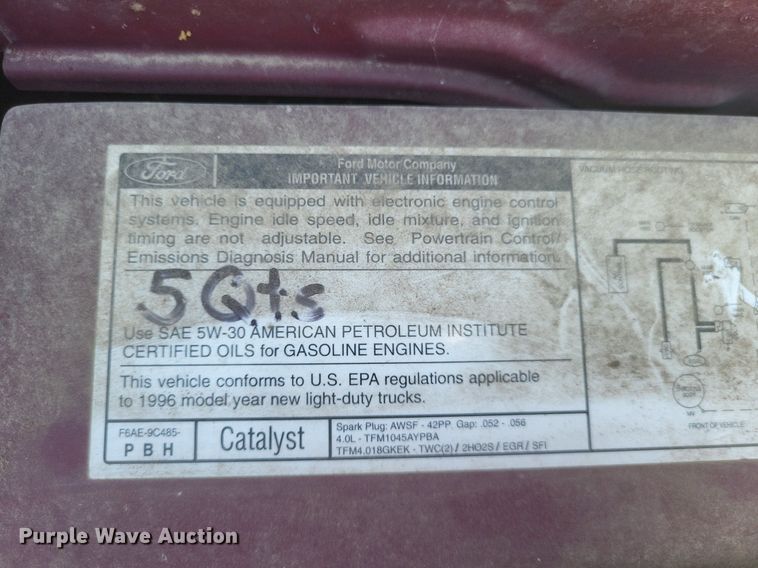 Ford
Ford Motor Company
IMPORTANT VEHICLE INFORMATION
This vehicle is equipped with electronic engine control
systems. Engine idle speed, idle mixture, and ignition
timing are not adjustable. See Powertrain Control/
Emissions Diagnosis Manual for additional information.
5 Qts
Use SAE 5W-30 AMERICAN PETROLEUM INSTITUTE
CERTIFIED OILS for GASOLINE ENGINES.
This vehicle conforms to U.S. EPA regulations applicable
to 1996 model year new light-duty trucks.
F6AE-9C485-
PBH
Catalyst
Spark Plug: AWSF - 42PP Gap: .052 - .056
4.0L - TFM1045AYPBA
TFM4.018GKEK - TWC(2) / 2HO2S / EGR / SFI
VACUUM HOSE ROUTING
FRONT OF VEHICLE
Purple Wave Auction